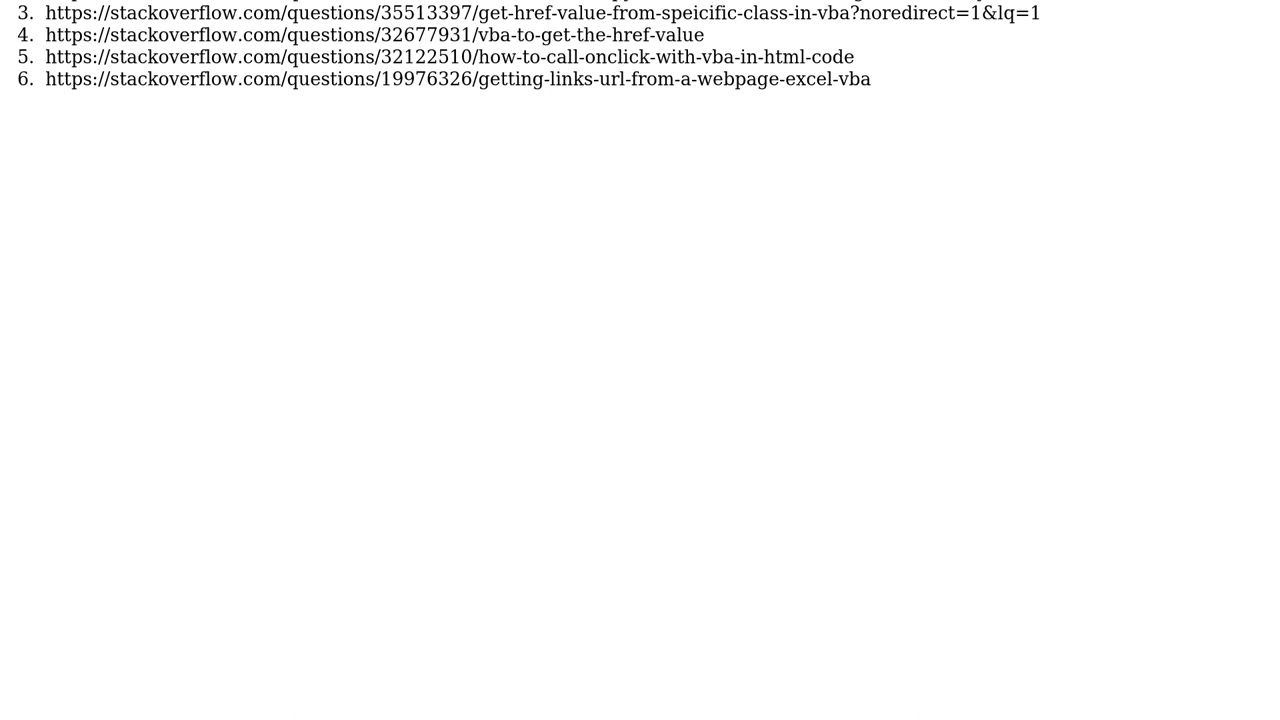 3. https://stackoverflow.com/questions/35513397/get-href-value-from-speicific-class-in-vba?noredirect=1&lq=1
4. https://stackoverflow.com/questions/32677931/vba-to-get-the-href-value
5. https://stackoverflow.com/questions/32122510/how-to-call-onclick-with-vba-in-html-code
6. https://stackoverflow.com/questions/19976326/getting-links-url-from-a-webpage-excel-vba